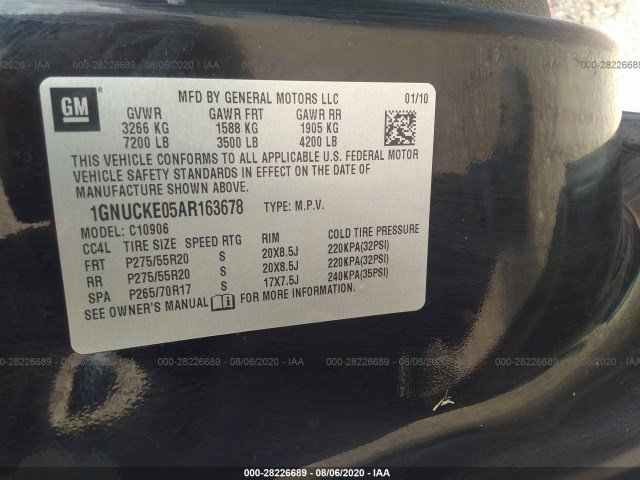 GM
MFD BY GENERAL MOTORS LLC 01/10
GVWR GAWR FRT GAWR RR
3266 KG 1588 KG 1905 KG
7200 LB 3500 LB 4200 LB
THIS VEHICLE CONFORMS TO ALL APPLICABLE U.S. FEDERAL MOTOR
VEHICLE SAFETY STANDARDS IN EFFECT ON THE DATE OF
MANUFACTURE SHOWN ABOVE.
1GNUCKE05AR163678 TYPE: M.P.V.
MODEL: C10906
CC4L TIRE SIZE SPEED RTG RIM COLD TIRE PRESSURE
FRT P275/55R20 S 20X8.5J 220KPA(32PSI)
RR P275/55R20 S 20X8.5J 220KPA(32PSI)
SPA P265/70R17 S 17X7.5J 240KPA(35PSI)
SEE OWNER'S MANUAL FOR MORE INFORMATION.
000-28226689 - 08/06/2020 - IAA